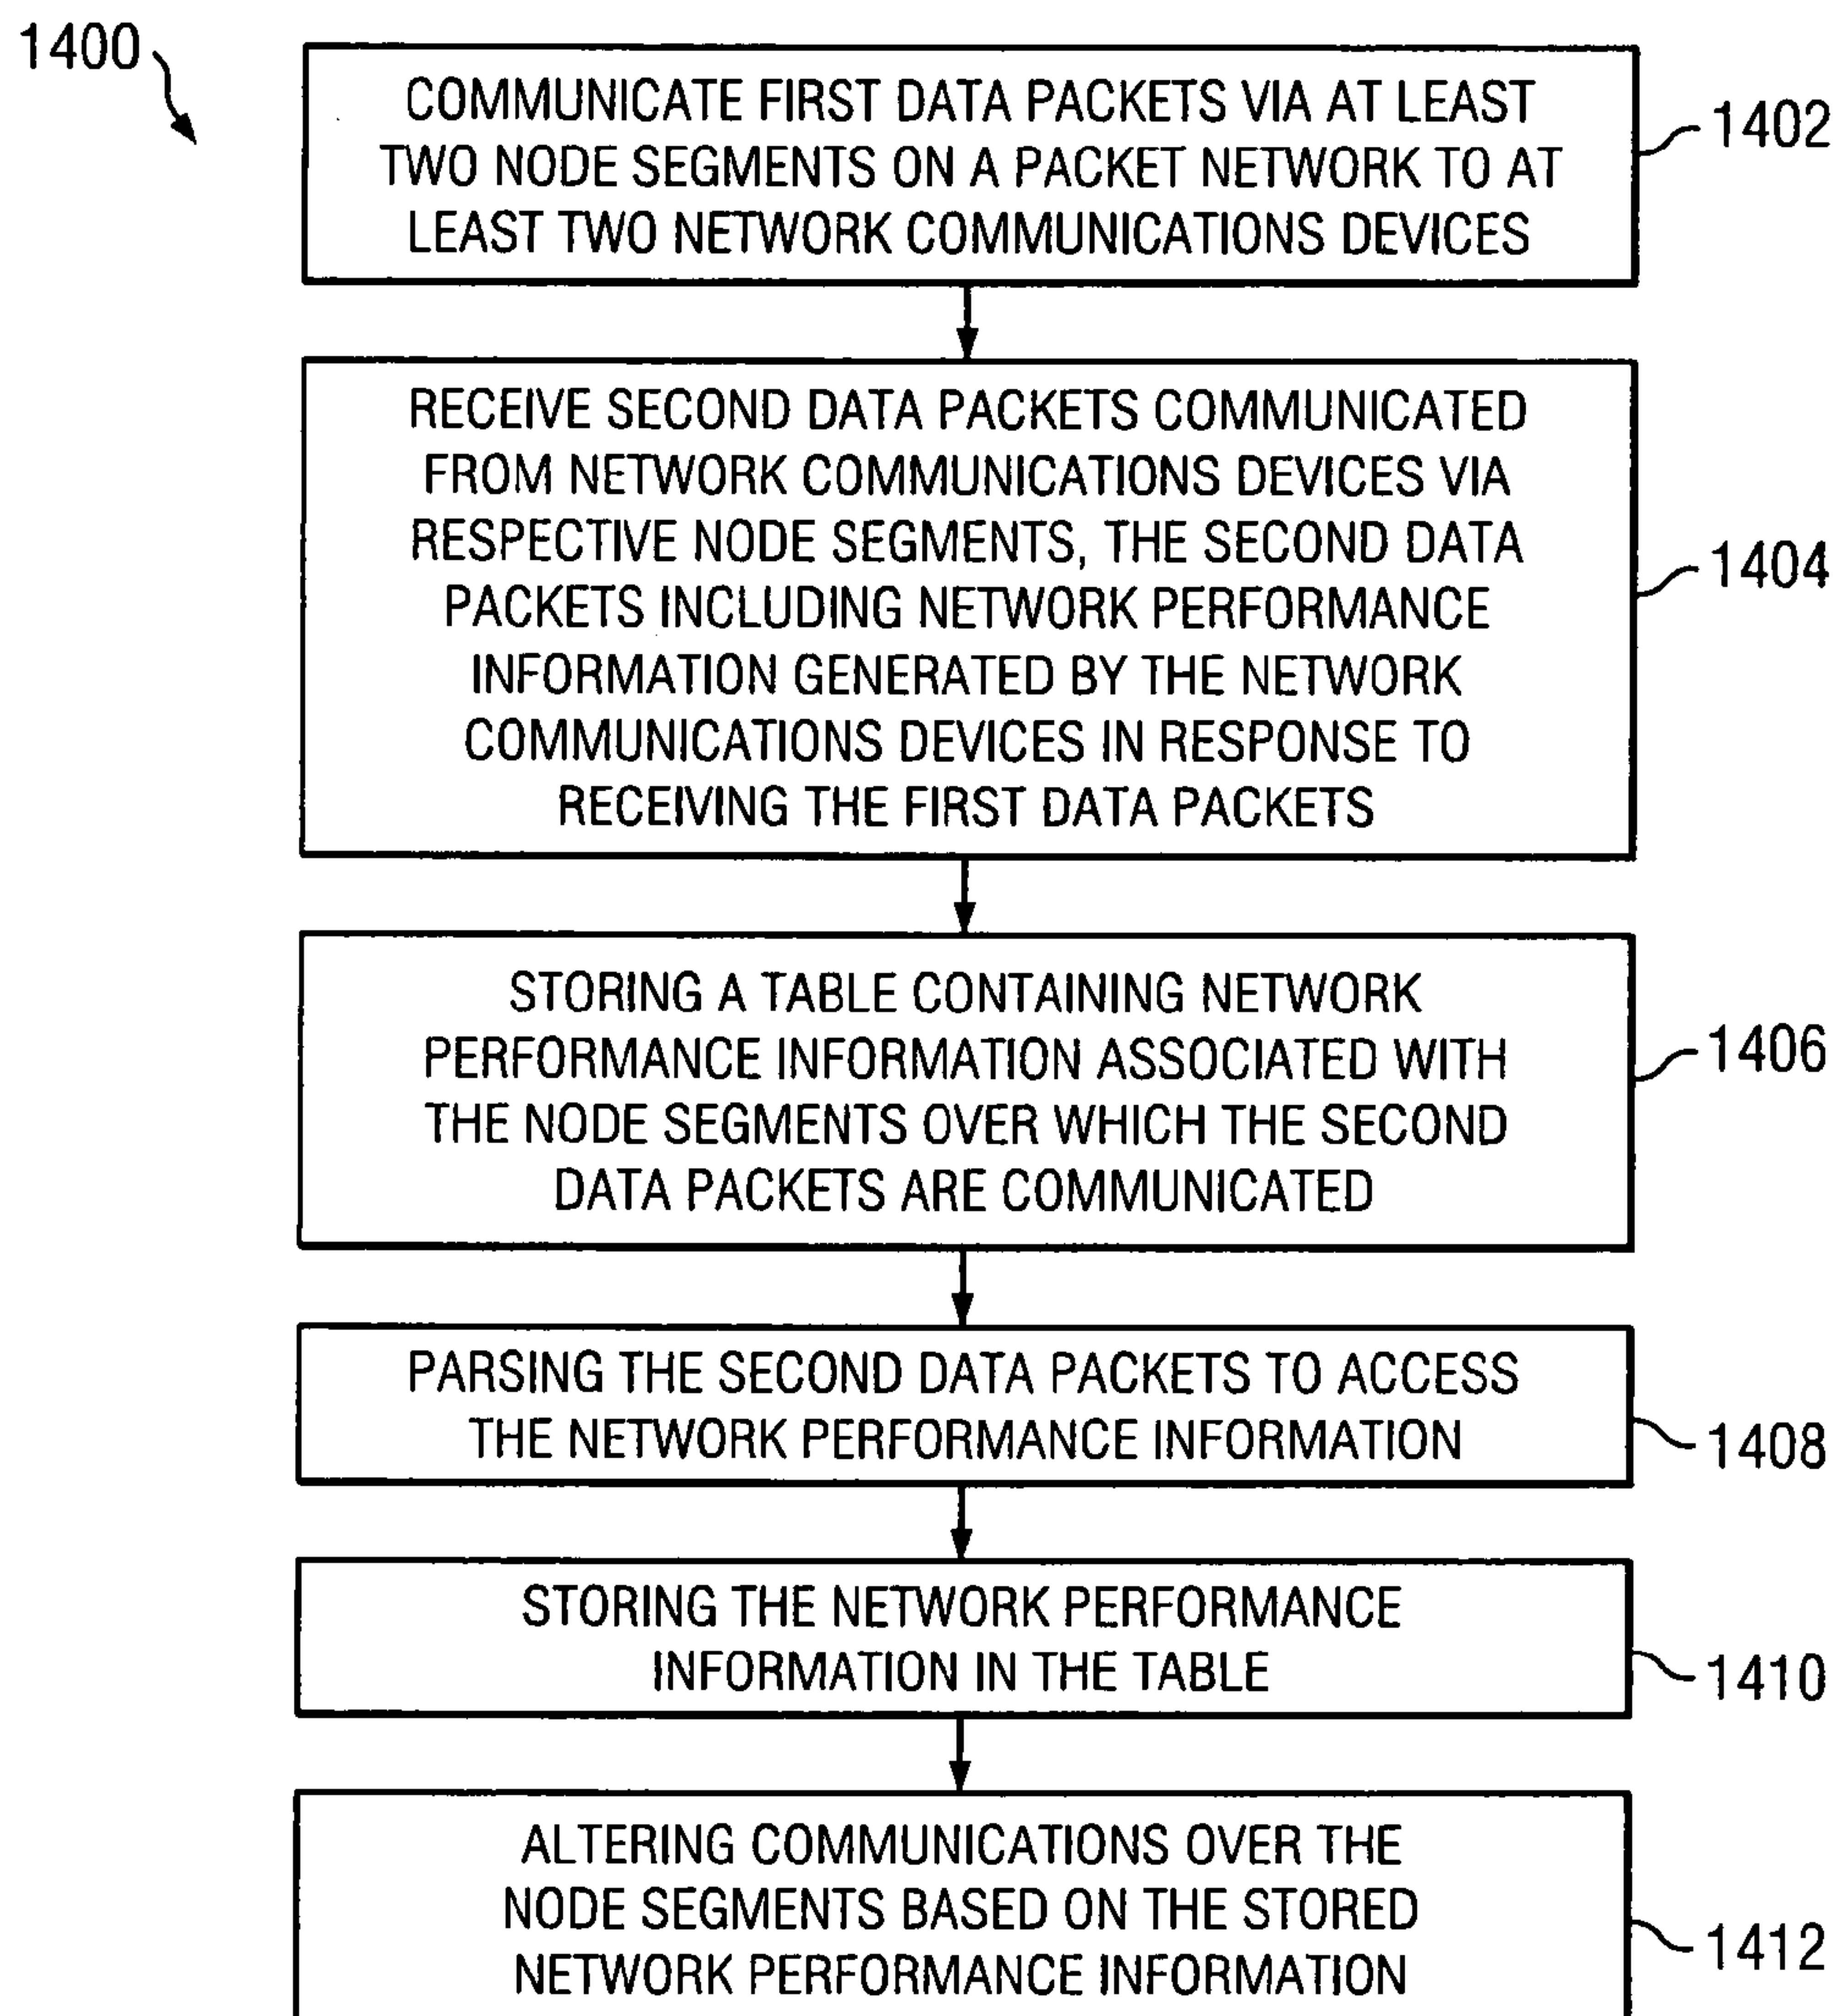 1400
COMMUNICATE FIRST DATA PACKETS VIA AT LEAST
TWO NODE SEGMENTS ON A PACKET NETWORK TO AT
LEAST TWO NETWORK COMMUNICATIONS DEVICES
1402
RECEIVE SECOND DATA PACKETS COMMUNICATED
FROM NETWORK COMMUNICATIONS DEVICES VIA
RESPECTIVE NODE SEGMENTS, THE SECOND DATA
PACKETS INCLUDING NETWORK PERFORMANCE
INFORMATION GENERATED BY THE NETWORK
COMMUNICATIONS DEVICES IN RESPONSE TO
RECEIVING THE FIRST DATA PACKETS
1404
STORING A TABLE CONTAINING NETWORK
PERFORMANCE INFORMATION ASSOCIATED WITH
THE NODE SEGMENTS OVER WHICH THE SECOND
DATA PACKETS ARE COMMUNICATED
1406
PARSING THE SECOND DATA PACKETS TO ACCESS
THE NETWORK PERFORMANCE INFORMATION
1408
STORING THE NETWORK PERFORMANCE
INFORMATION IN THE TABLE
1410
ALTERING COMMUNICATIONS OVER THE
NODE SEGMENTS BASED ON THE STORED
NETWORK PERFORMANCE INFORMATION
1412